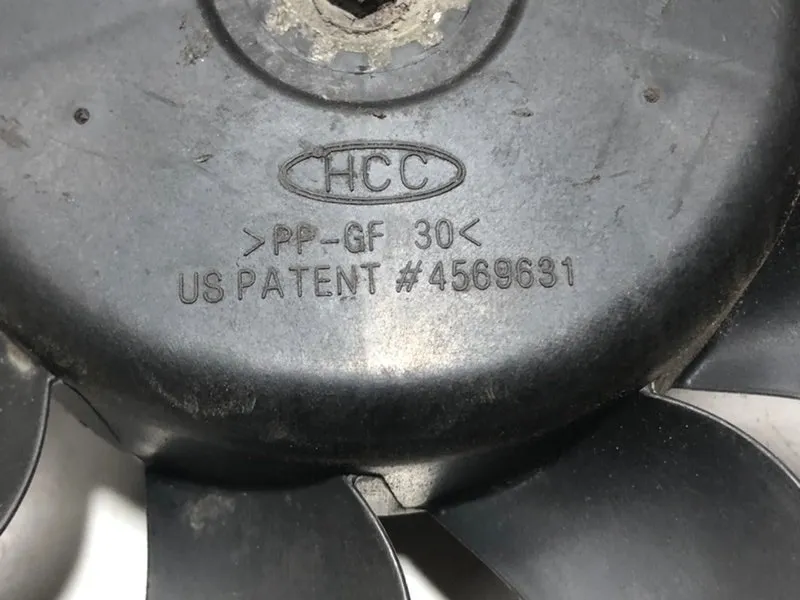 HCC
>PP-GF 30<
US PATENT #4569631